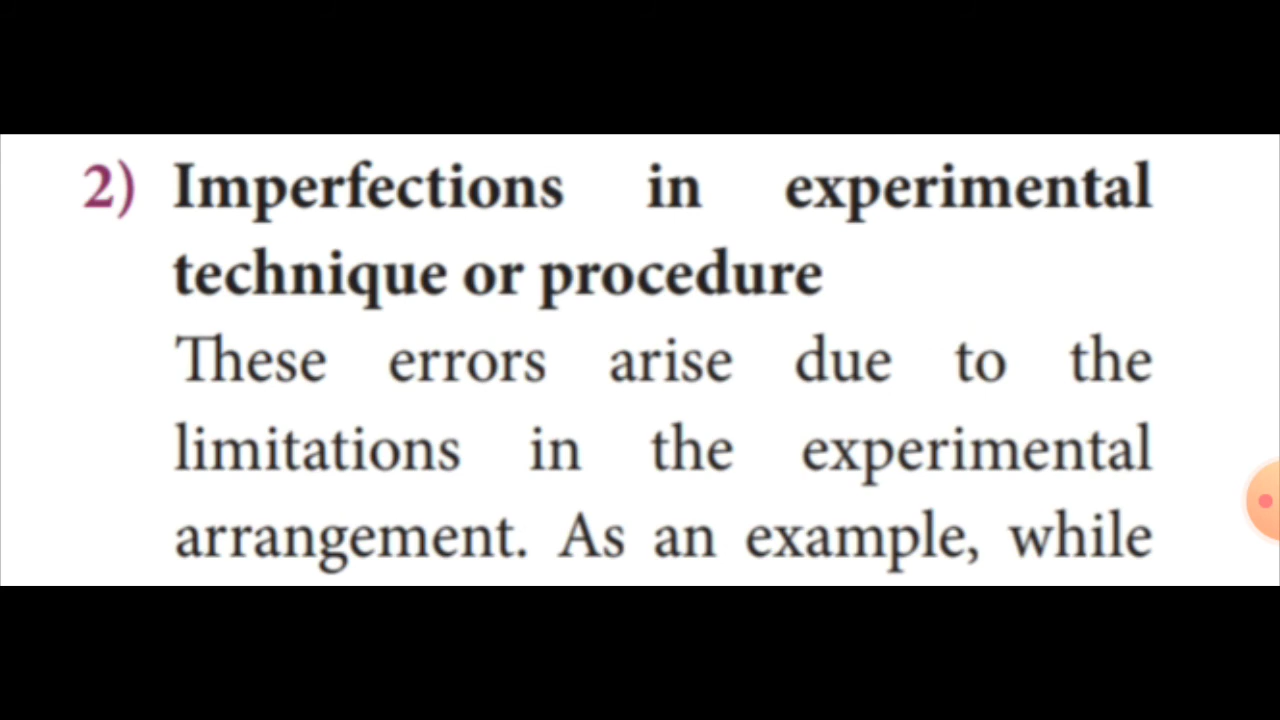 2) Imperfections in experimental
technique or procedure
These errors arise due to the
limitations in the experimental
arrangement. As an example, while